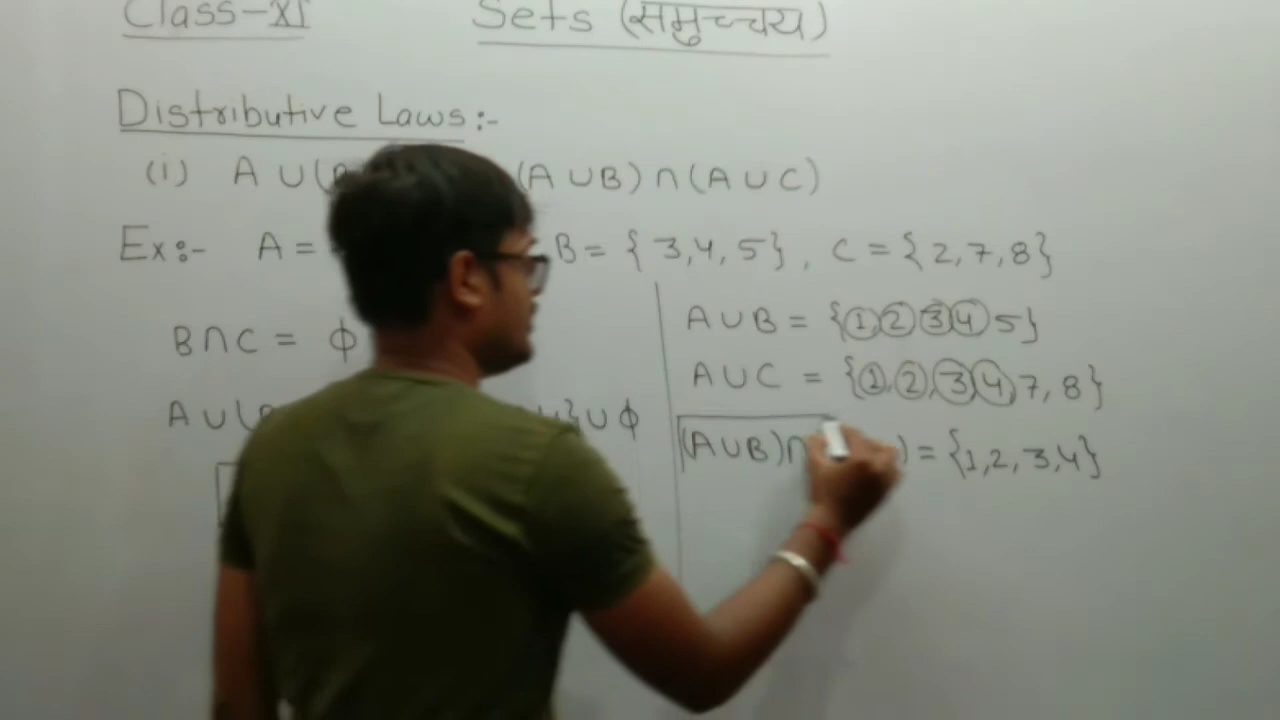 Class-XI Sets (समुच्चय)
Distributive Laws:-
(i) A ∪ (A ∪ B) ∩ (A ∪ C)
Ex:- A = B = { 3, 4, 5 }, C = { 2, 7, 8 }
B ∩ C = ϕ
A ∪ ( } ∪ ϕ
A ∪ B = { 1, 2 3 4 5 }
A ∪ C = { 1, 2, 3 4 7, 8 }
(A ∪ B) ∩ ) = { 1, 2, 3, 4 }